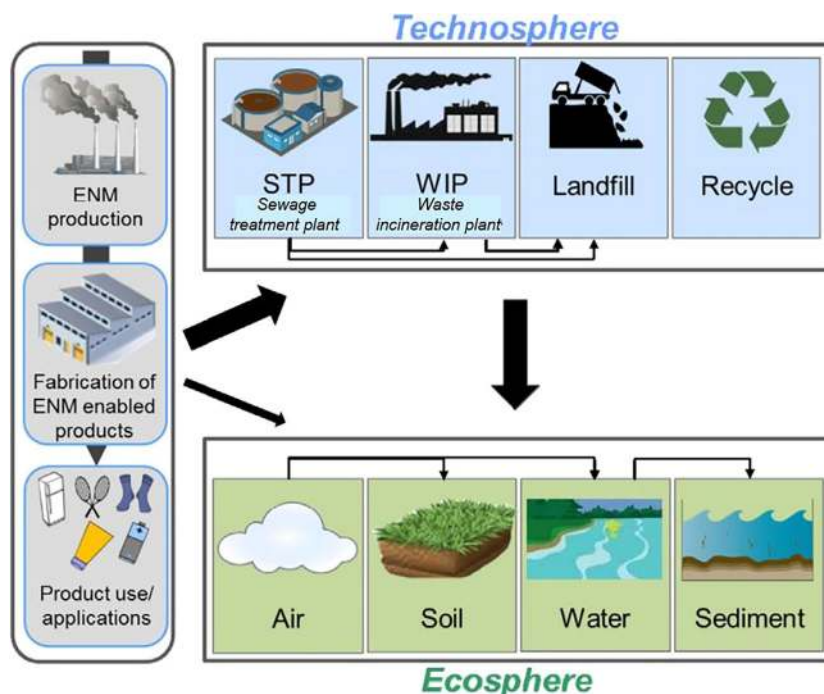 Technosphere
ENM
production
Fabrication of
ENM enabled
products
Product use/
applications
STP
Sewage
treatment plant
WIP
Waste
incineration plant
Landfill
Recycle
Air
Soil
Water
Sediment
Ecosphere